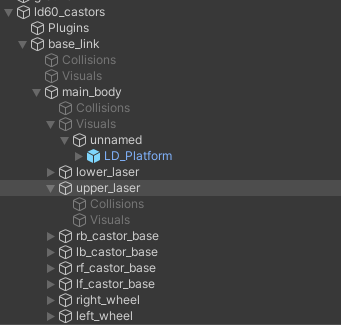 ld60_castors
Plugins
base_link
Collisions
Visuals
main_body
Collisions
Visuals
unnamed
LD_Platform
lower_laser
upper_laser
Collisions
Visuals
rb_castor_base
lb_castor_base
rf_castor_base
lf_castor_base
right_wheel
left_wheel